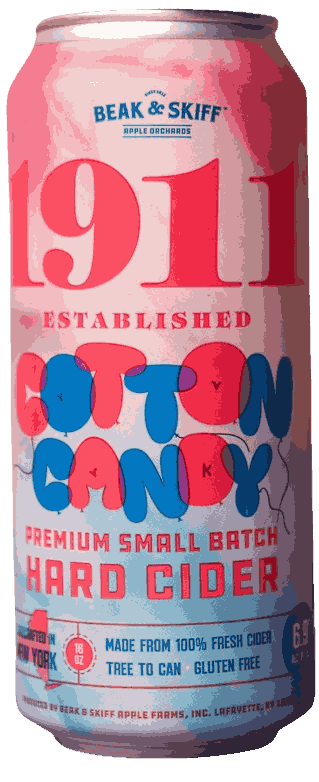 BEAK & SKIFF
APPLE ORCHARDS
1911
ESTABLISHED
COTTON
CANDY
PREMIUM SMALL BATCH
HARD CIDER
NEW YORK
16
OZ
MADE FROM 100% FRESH CIDER
TREE TO CAN • GLUTEN FREE
BY BEAK & SKIFF APPLE FARMS, INC. LAFAYETTE, NY